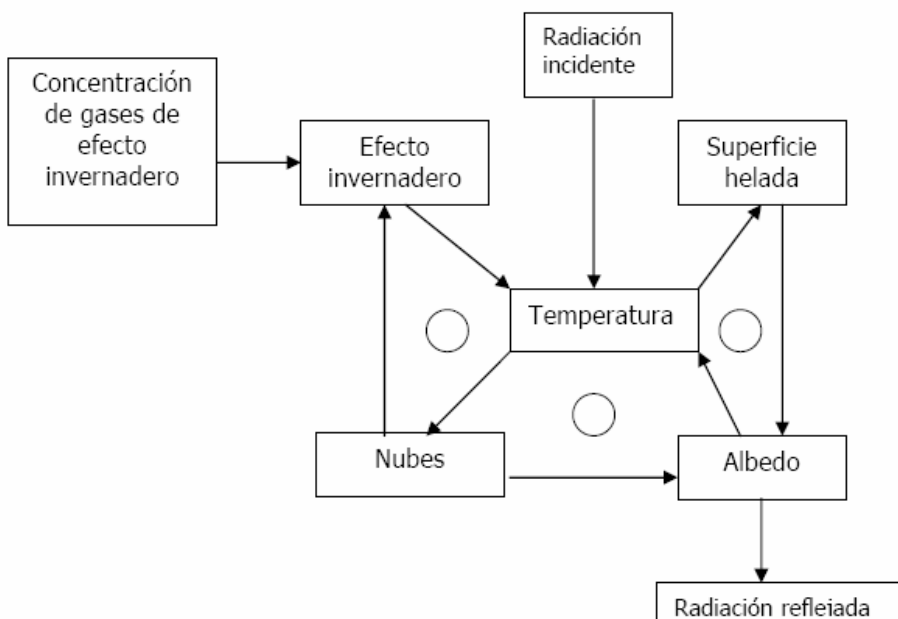 Concentración
de gases de
efecto
invernadero
Radiación
incidente
Efecto
invernadero
Superficie
helada
Temperatura
Nubes
Albedo
Radiación reflejada